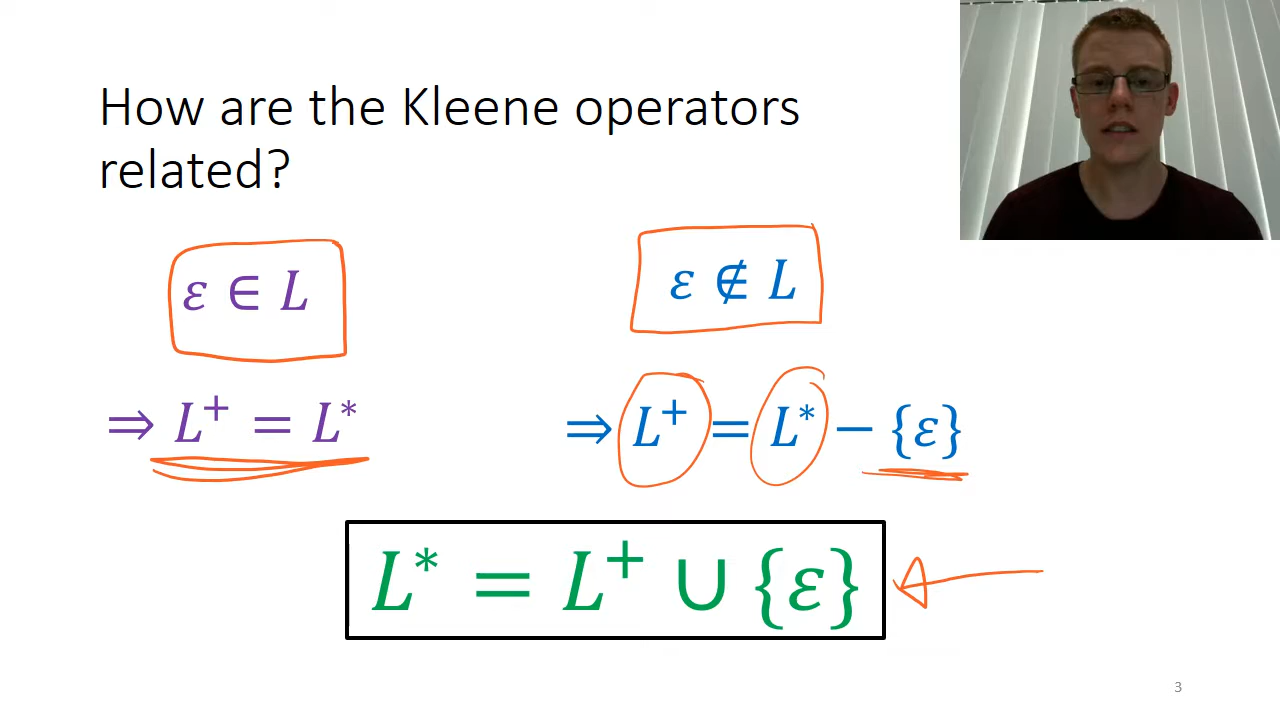 How are the Kleene operators
related?
ε ∈ L
ε ∉ L
⇒ L⁺ = L*
⇒ L⁺ = L* − {ε}
L* = L⁺ ∪ {ε}
3